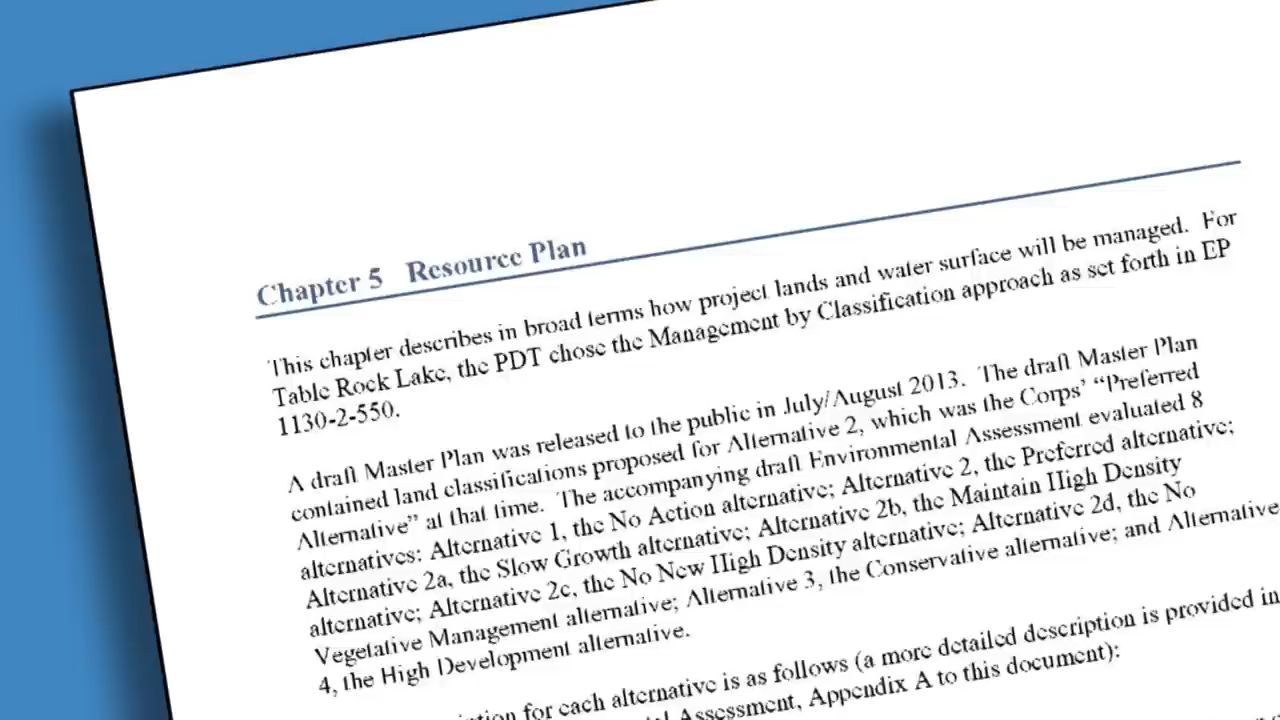 Chapter 5 Resource Plan
This chapter describes in broad terms how project lands and water surface will be managed. For
Table Rock Lake, the PDT chose the Management by Classification approach as set forth in EP
1130-2-550.
A draft Master Plan was released to the public in July/August 2013. The draft Master Plan
contained land classifications proposed for Alternative 2, which was the Corps’ “Preferred
Alternative” at that time. The accompanying draft Environmental Assessment evaluated 8
alternatives: Alternative 1, the No Action alternative; Alternative 2, the Preferred alternative;
Alternative 2a, the Slow Growth alternative; Alternative 2b, the Maintain High Density
alternative; Alternative 2c, the No New High Density alternative; Alternative 2d, the No
Vegetative Management alternative; Alternative 3, the Conservative alternative; and Alternative
4, the High Development alternative.
for each alternative is as follows (a more detailed description is provided in
Assessment, Appendix A to this document):